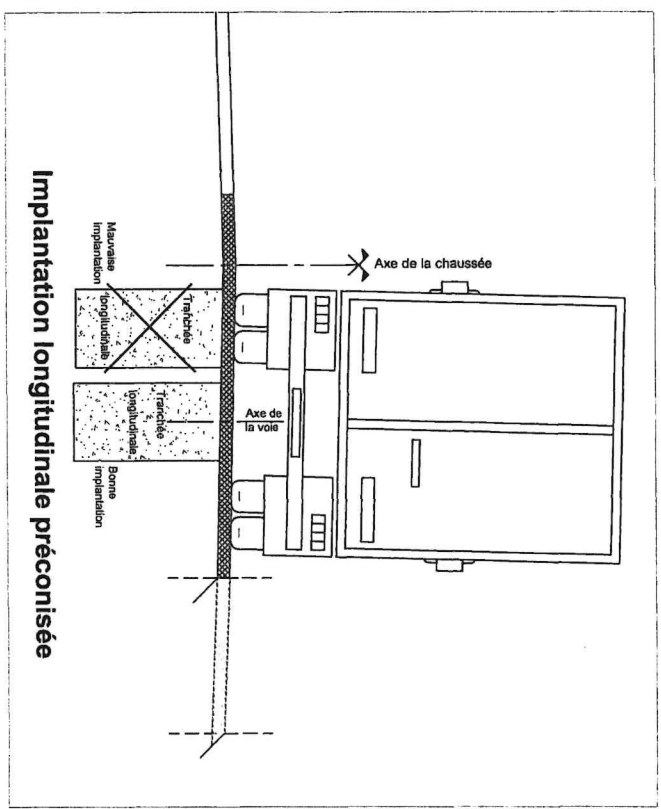 Axe de la chaussée
Axe de
la voie
Mauvaise
implantation
Tranchée
longitudinale
Tranchée
longitudinale
Bonne
implantation
Implantation longitudinale préconisée